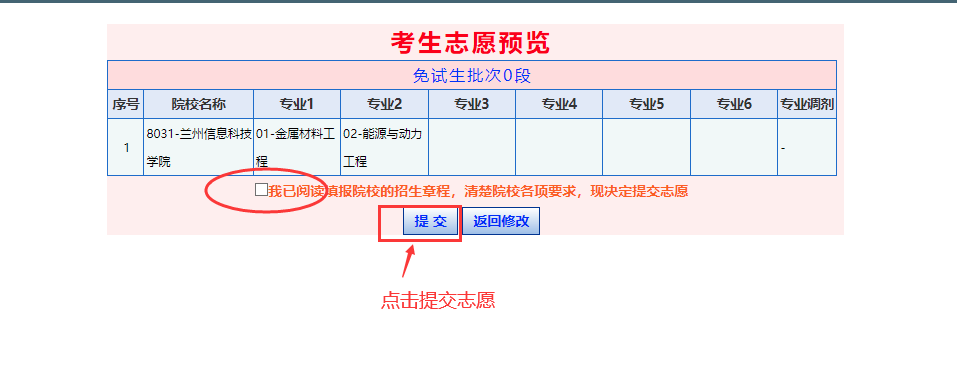 考生志愿预览
免试生批次0段
序号 院校名称 专业1 专业2 专业3 专业4 专业5 专业6 专业调剂
1 8031-兰州信息科技学院 01-金属材料工程 02-能源与动力工程 -
我已阅读填报院校的招生章程，清楚院校各项要求，现决定提交志愿
提 交 返回修改
点击提交志愿